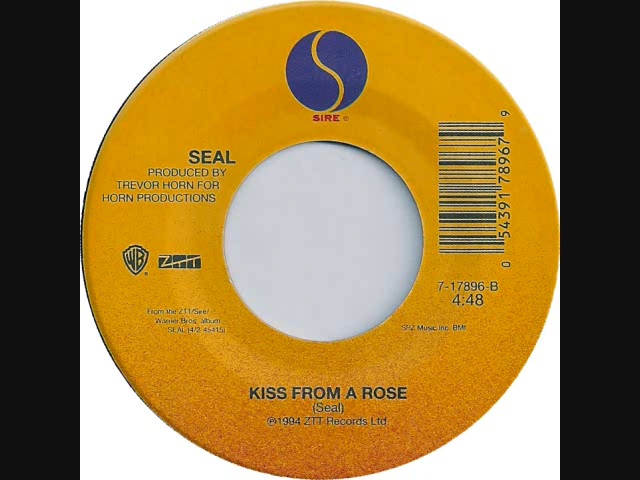 SIRE ®
SEAL
PRODUCED BY
TREVOR HORN FOR
HORN PRODUCTIONS
WB ®
ZTT
From the ZTT/Sire/
Warner Bros. album
SEAL (4/2-45415)
0 54391 78967 9
7-17896-B
4:48
SPZ Music, Inc. BMI
KISS FROM A ROSE
(Seal)
℗1994 ZTT Records Ltd.